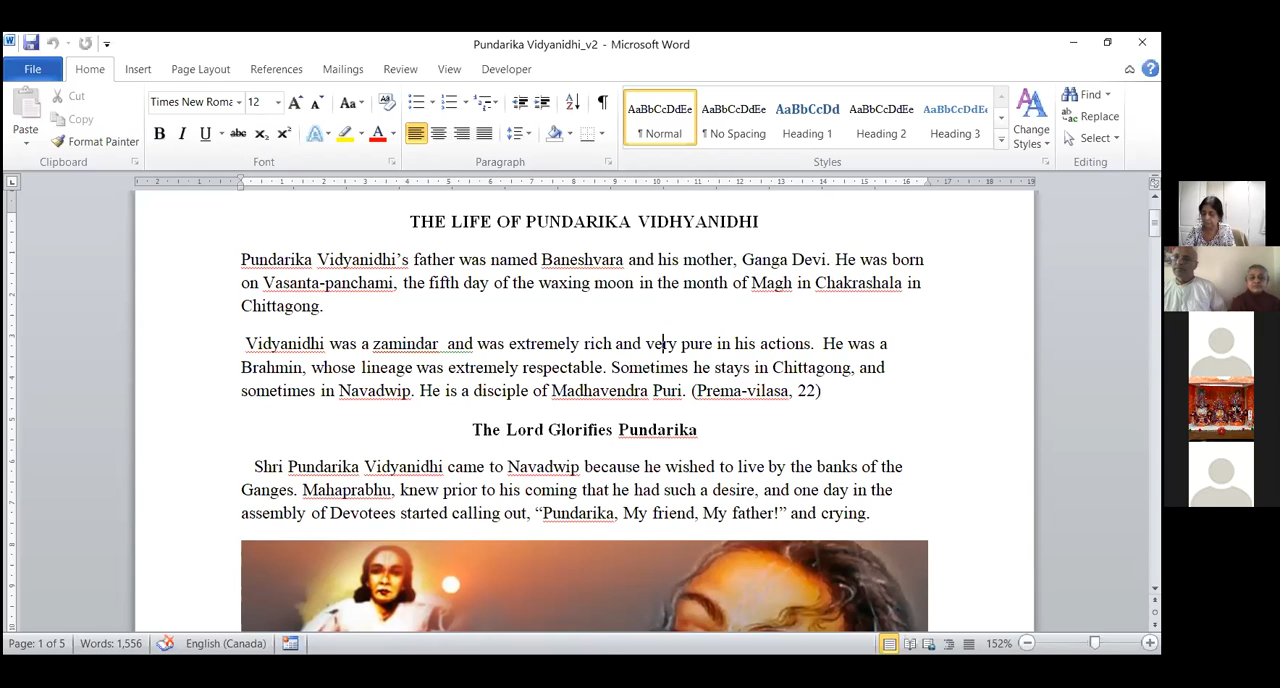 Pundarika Vidyanidhi_v2 - Microsoft Word
File Home Insert Page Layout References Mailings Review View Developer
Cut
Copy
Format Painter
Paste
Clipboard
Times New Roma 12
Font
Paragraph
AaBbCcDdEe AaBbCcDdEe AaBbCcDd AaBbCcDdEe AaBbCcDdEe
¶ Normal ¶ No Spacing Heading 1 Heading 2 Heading 3
Change
Styles
Styles
Find
Replace
Select
Editing
THE LIFE OF PUNDARIKA VIDHYANIDHI
Pundarika Vidyanidhi’s father was named Baneshvara and his mother, Ganga Devi. He was born
on Vasanta-panchami, the fifth day of the waxing moon in the month of Magh in Chakrashala in
Chittagong.
Vidyanidhi was a zamindar and was extremely rich and very pure in his actions. He was a
Brahmin, whose lineage was extremely respectable. Sometimes he stays in Chittagong, and
sometimes in Navadwip. He is a disciple of Madhavendra Puri. (Prema-vilasa, 22)
The Lord Glorifies Pundarika
Shri Pundarika Vidyanidhi came to Navadwip because he wished to live by the banks of the
Ganges. Mahaprabhu, knew prior to his coming that he had such a desire, and one day in the
assembly of Devotees started calling out, “Pundarika, My friend, My father!” and crying.
Page: 1 of 5 Words: 1,556 English (Canada) 152%